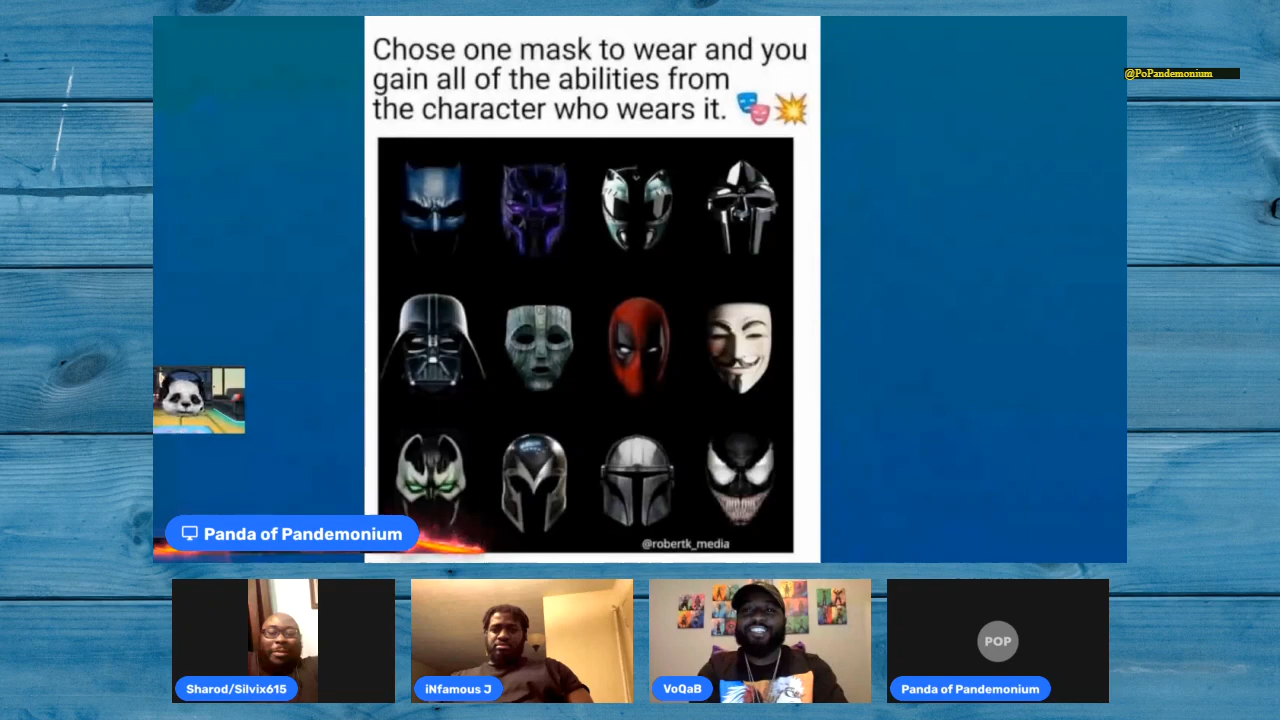 Chose one mask to wear and you
gain all of the abilities from
the character who wears it.
@PoPandemonium
@robertk_media
Panda of Pandemonium
Sharod/Silvix615
iNfamous J
VoQaB
POP
Panda of Pandemonium